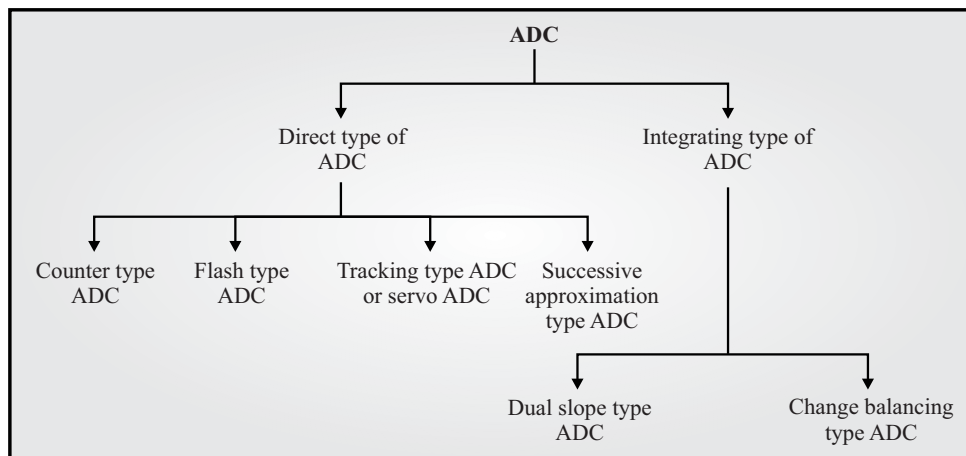 ADC
Direct type of
ADC
Integrating type of
ADC
Counter type
ADC
Flash type
ADC
Tracking type ADC
or servo ADC
Successive
approximation
type ADC
Dual slope type
ADC
Change balancing
type ADC